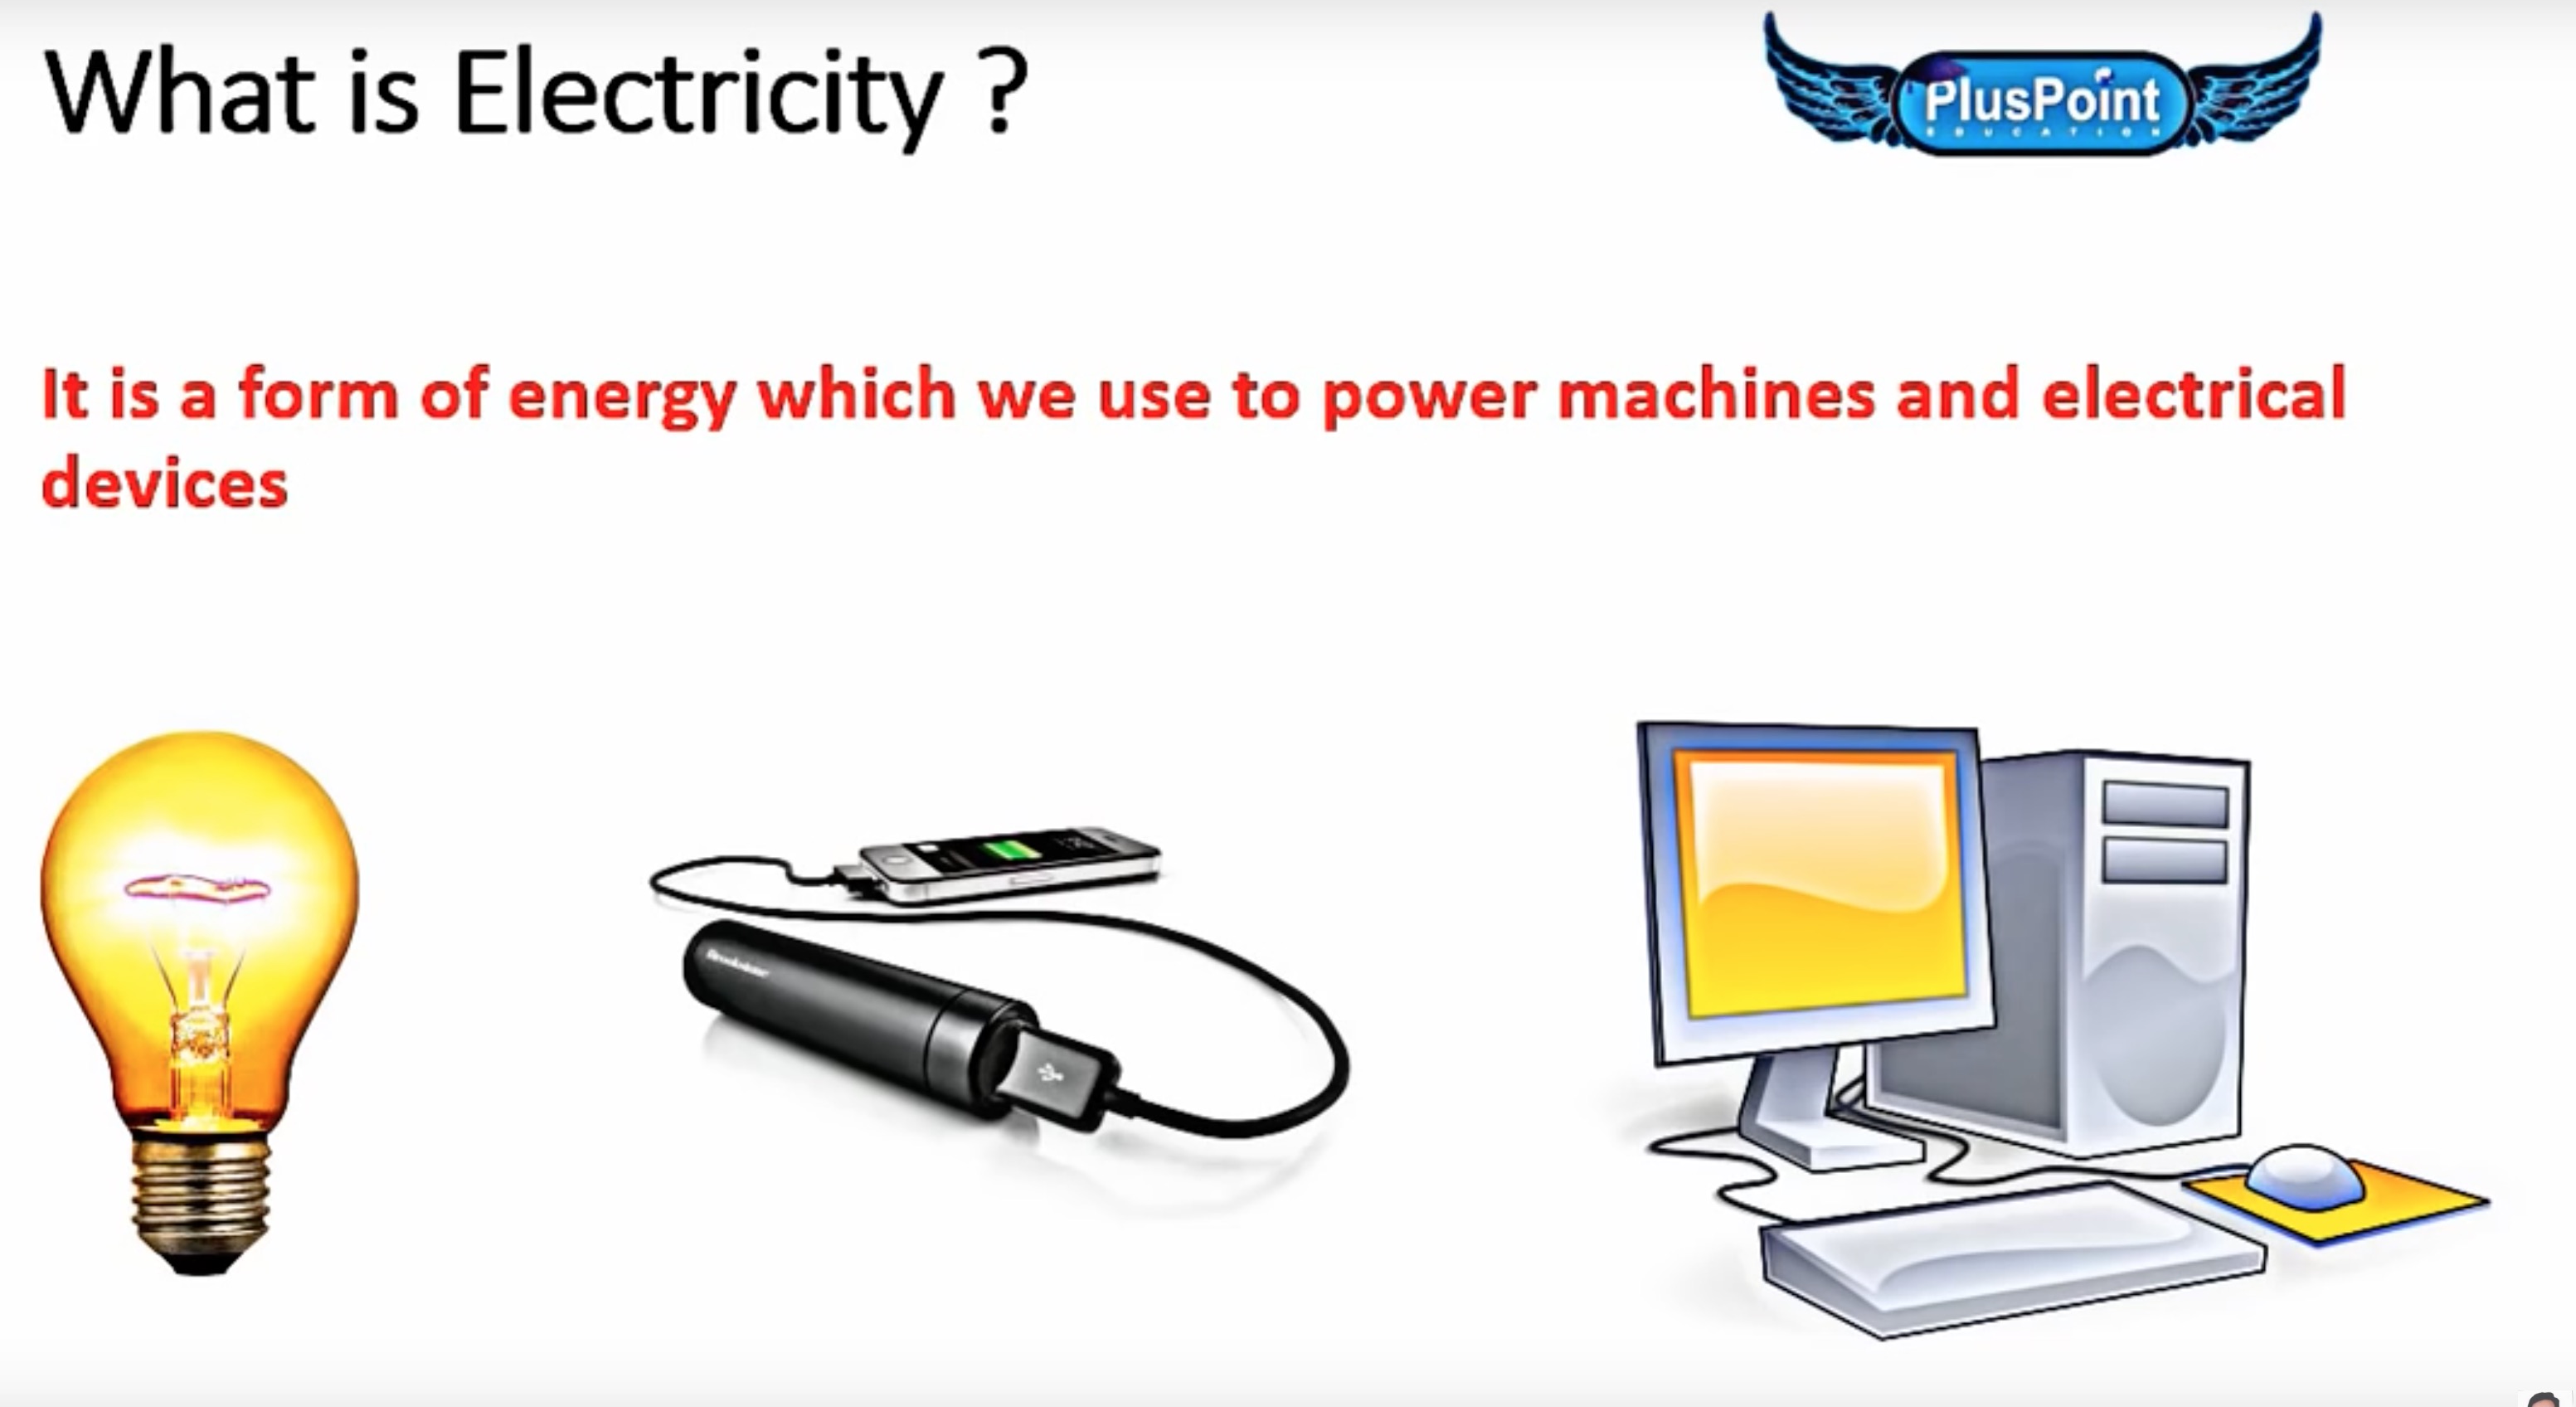 What is Electricity ?
PlusPoint
EDUCATION
It is a form of energy which we use to power machines and electrical
devices
Brookstone